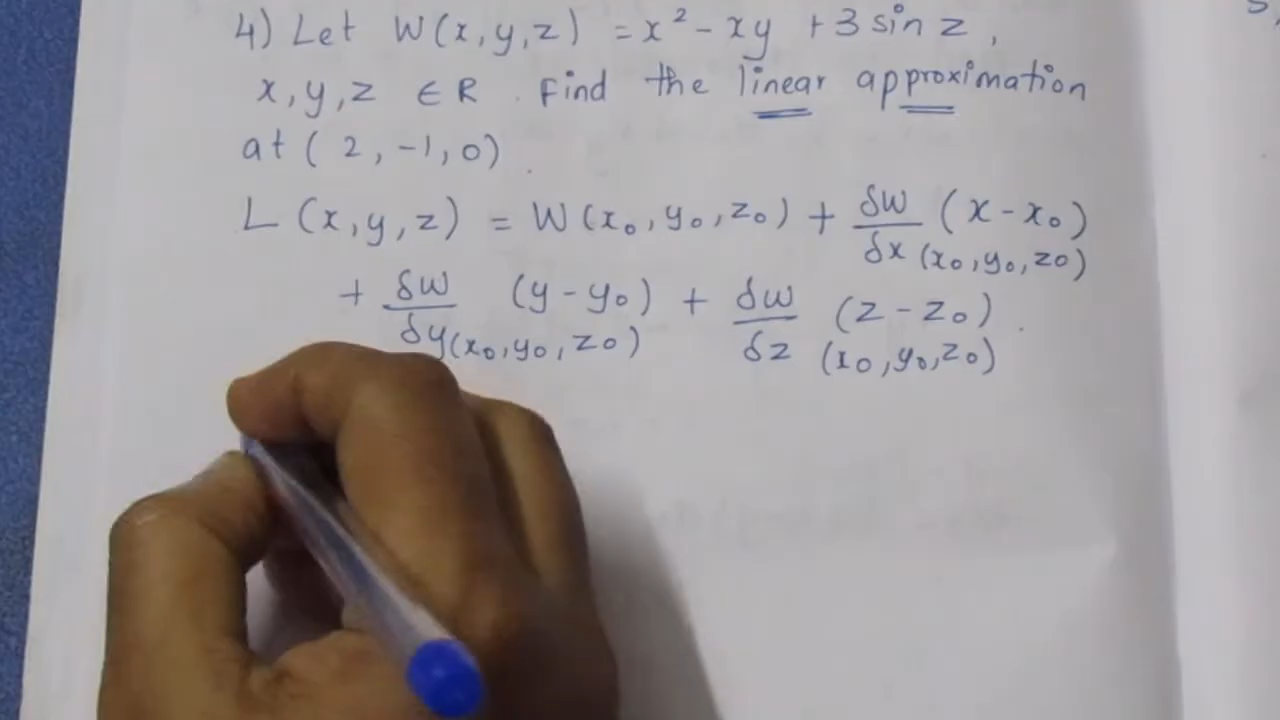 4) Let W(x,y,z) = x² - xy + 3 sin z,
x,y,z ∈ R. Find the linear approximation
at (2, -1, 0).
L (x,y,z) = W(x₀,y₀,z₀) + δW/δx (x₀,y₀,z₀) (x-x₀)
+ δw/δy (x₀,y₀,z₀) (y-y₀) + δw/δz (x₀,y₀,z₀) (z-z₀).